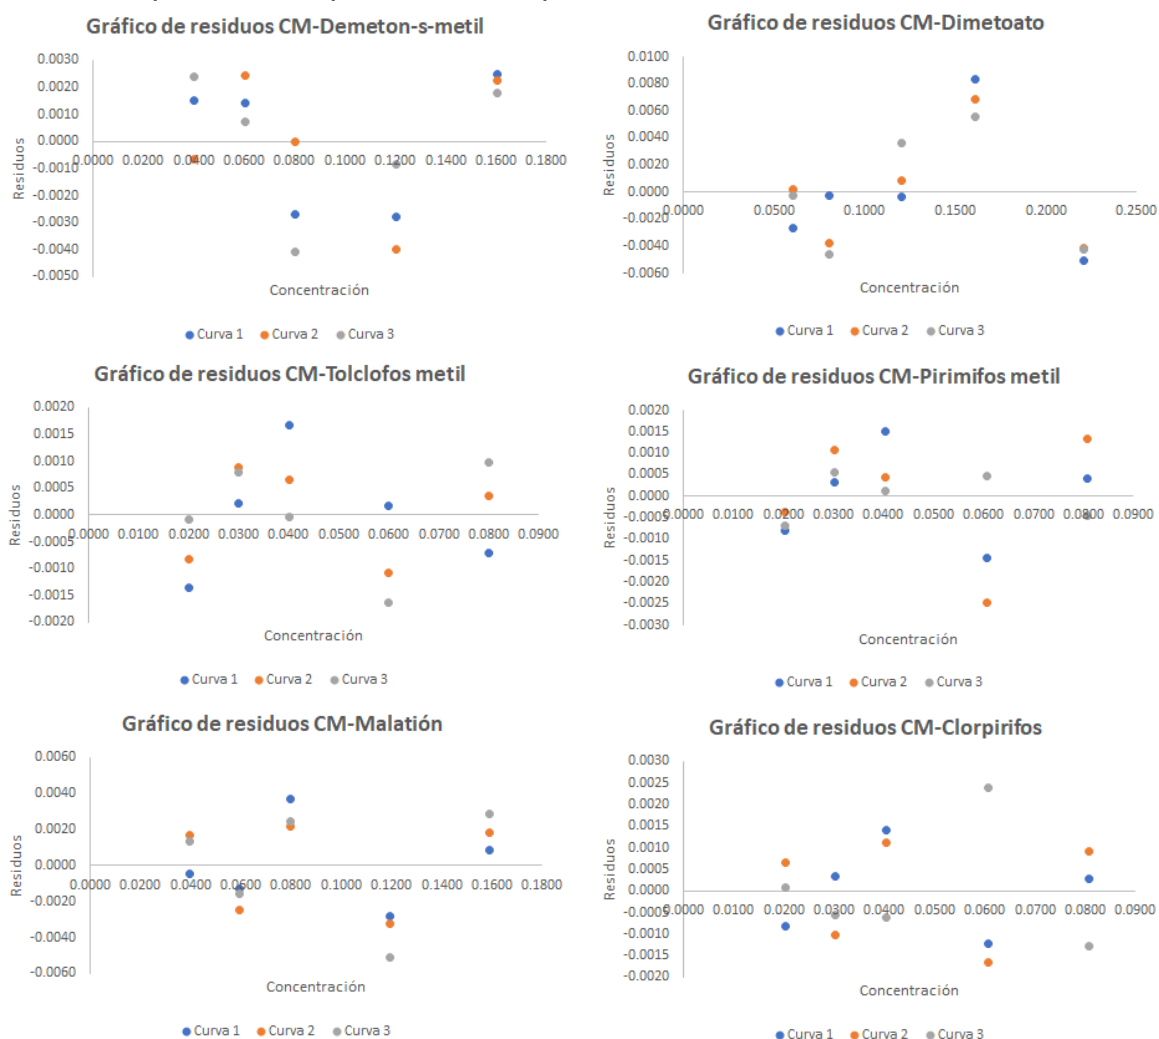 Gráfico de residuos CM-Demeton-s-metil
0.0030
0.0020
0.0010
0.0000
-0.0010
-0.0020
-0.0030
-0.0040
-0.0050
0.0000 0.0200 0.0400 0.0600 0.0800 0.1000 0.1200 0.1400 0.1600 0.1800
Residuos
Concentración
Curva 1 Curva 2 Curva 3
Gráfico de residuos CM-Dimetoato
0.0100
0.0080
0.0060
0.0040
0.0020
0.0000
-0.0020
-0.0040
-0.0060
0.0000 0.0500 0.1000 0.1500 0.2000 0.2500
Residuos
Concentración
Curva 1 Curva 2 Curva 3
Gráfico de residuos CM-Tolclofos metil
0.0020
0.0015
0.0010
0.0005
0.0000
-0.0005
-0.0010
-0.0015
-0.0020
0.0000 0.0100 0.0200 0.0300 0.0400 0.0500 0.0600 0.0700 0.0800 0.0900
Residuos
Concentración
Curva 1 Curva 2 Curva 3
Gráfico de residuos CM-Pirimifos metil
0.0020
0.0015
0.0010
0.0005
0.0000
-0.0005
-0.0010
-0.0015
-0.0020
-0.0025
-0.0030
0.0000 0.0100 0.0200 0.0300 0.0400 0.0500 0.0600 0.0700 0.0800 0.0900
Residuos
Concentración
Curva 1 Curva 2 Curva 3
Gráfico de residuos CM-Malatión
0.0060
0.0040
0.0020
0.0000
-0.0020
-0.0040
-0.0060
0.0000 0.0200 0.0400 0.0600 0.0800 0.1000 0.1200 0.1400 0.1600 0.1800
Residuos
Concentración
Curva 1 Curva 2 Curva 3
Gráfico de residuos CM-Clorpirifos
0.0030
0.0025
0.0020
0.0015
0.0010
0.0005
0.0000
-0.0005
-0.0010
-0.0015
-0.0020
0.0000 0.0100 0.0200 0.0300 0.0400 0.0500 0.0600 0.0700 0.0800 0.0900
Residuos
Concentración
Curva 1 Curva 2 Curva 3